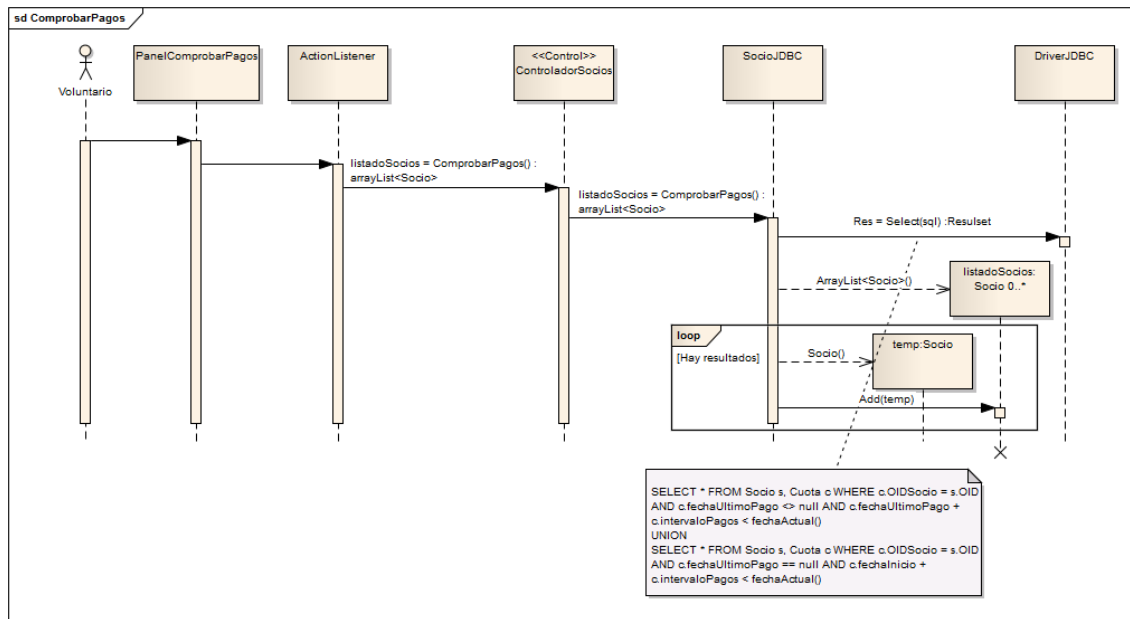 sd ComprobarPagos
Voluntario
PanelComprobarPagos
ActionListener
<<Control>>
ControladorSocios
SocioJDBC
DriverJDBC
listadoSocios = ComprobarPagos() :
arrayList<Socio>
listadoSocios = ComprobarPagos() :
arrayList<Socio>
Res = Select(sql) :Resulset
ArrayList<Socio>()
listadoSocios:
Socio 0..*
loop
[Hay resultados]
Socio()
temp:Socio
Add(temp)
SELECT * FROM Socio s, Cuota c WHERE c.OIDSocio = s.OID
AND c.fechaUltimoPago <> null AND c.fechaUltimoPago +
c.intervaloPagos < fechaActual()
UNION
SELECT * FROM Socio s, Cuota c WHERE c.OIDSocio = s.OID
AND c.fechaUltimoPago == null AND c.fechaInicio +
c.intervaloPagos < fechaActual()